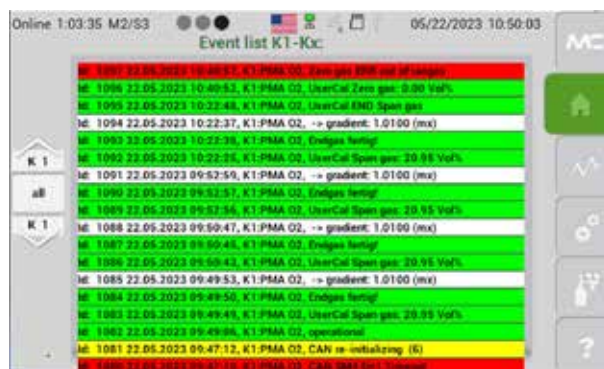 Online 1:03:35 M2/S3 05/22/2023 10:50:03
Event list K1-Kx:
MC
Id: 1097 22.05.2023 10:40:57, K1:PMA O2, Zero gas ERR out of
Id: 1096 22.05.2023 10:40:52, K1:PMA O2, UserCal Zero gas: 0.00 Vol%
Id: 1095 22.05.2023 10:22:48, K1:PMA O2, UserCal END Span gas
Id: 1094 22.05.2023 10:22:37, K1:PMA O2, -> gradient: 1.0100 (mx)
Id: 1093 22.05.2023 10:22:28, K1:PMA O2, Endgas fertig!
Id: 1092 22.05.2023 10:22:25, K1:PMA O2, UserCal Span gas: 20.95 Vol%
Id: 1091 22.05.2023 09:52:59, K1:PMA O2, -> gradient: 1.0100 (mx)
Id: 1090 22.05.2023 09:52:57, K1:PMA O2, Endgas fertig!
Id: 1089 22.05.2023 09:52:56, K1:PMA O2, UserCal Span gas: 20.95 Vol%
Id: 1088 22.05.2023 09:50:47, K1:PMA O2, -> gradient: 1.0100 (mx)
Id: 1087 22.05.2023 09:50:45, K1:PMA O2, Endgas fertig!
Id: 1086 22.05.2023 09:50:43, K1:PMA O2, UserCal Span gas: 20.95 Vol%
Id: 1085 22.05.2023 09:49:53, K1:PMA O2, -> gradient: 1.0100 (mx)
Id: 1084 22.05.2023 09:49:50, K1:PMA O2, Endgas fertig!
Id: 1083 22.05.2023 09:49:49, K1:PMA O2, UserCal Span gas: 20.95 Vol%
Id: 1082 22.05.2023 09:49:06, K1:PMA O2, operational
Id: 1081 22.05.2023 09:47:12, K1:PMA O2, CAN re-initializing (6)
K 1
all
K 1
?